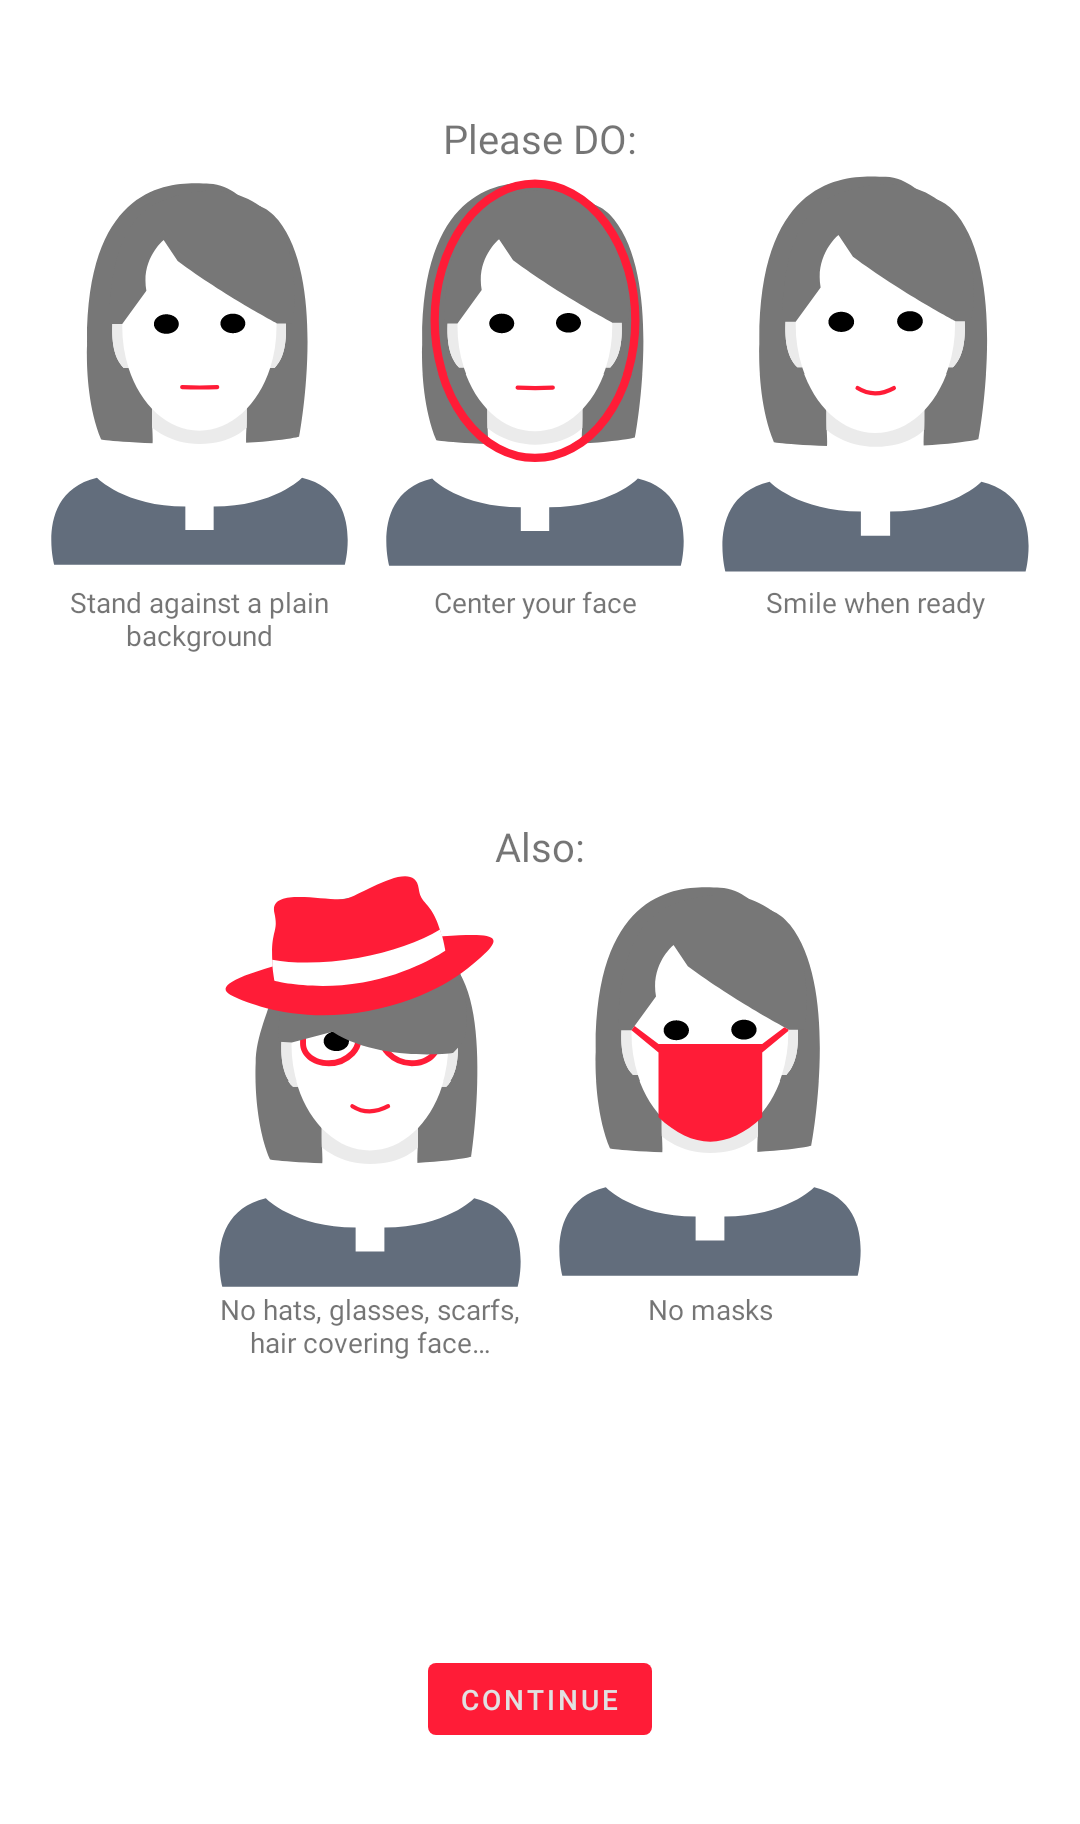 Please DO:
Stand against a plain
background
Center your face
Smile when ready
Also:
No hats, glasses, scarfs,
hair covering face...
No masks
CONTINUE